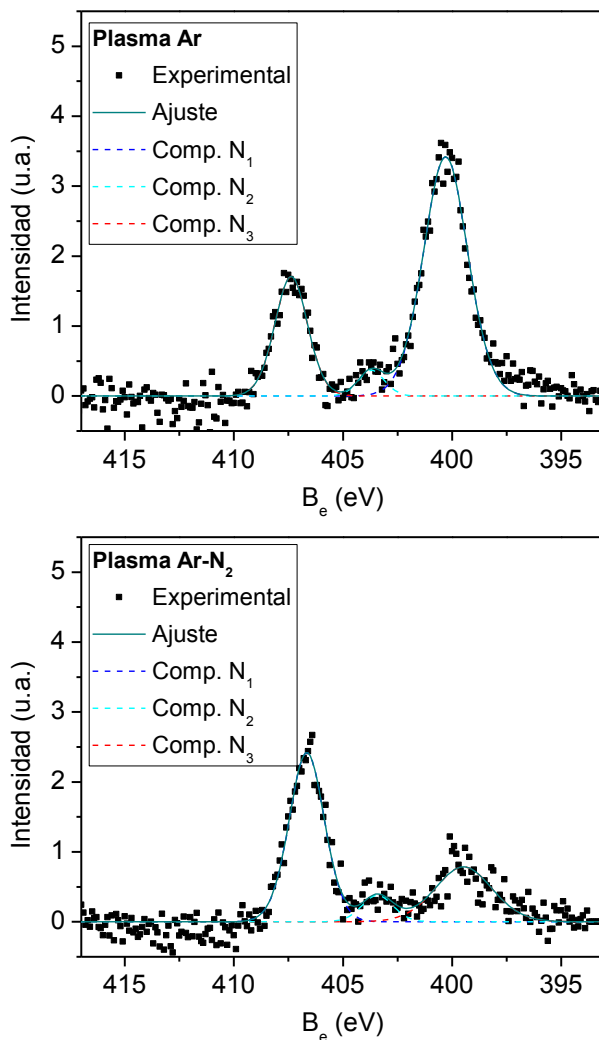 Plasma Ar
Experimental
Ajuste
Comp. N₁
Comp. N₂
Comp. N₃
Intensidad (u.a.)
5
4
3
2
1
0
415 410 405 400 395
Bₑ (eV)
Plasma Ar-N₂
Experimental
Ajuste
Comp. N₁
Comp. N₂
Comp. N₃
Intensidad (u.a.)
5
4
3
2
1
0
415 410 405 400 395
Bₑ (eV)